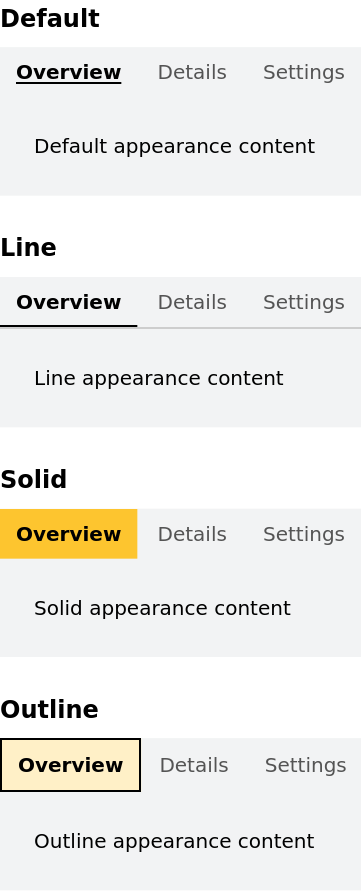 Default
Overview Details Settings
Default appearance content
Line
Overview Details Settings
Line appearance content
Solid
Overview Details Settings
Solid appearance content
Outline
Overview Details Settings
Outline appearance content